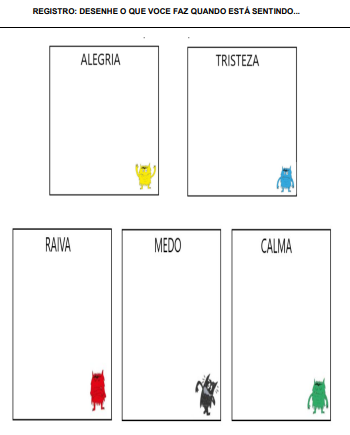 REGISTRO: DESENHE O QUE VOCE FAZ QUANDO ESTÁ SENTINDO...
ALEGRIA
TRISTEZA
RAIVA
MEDO
CALMA